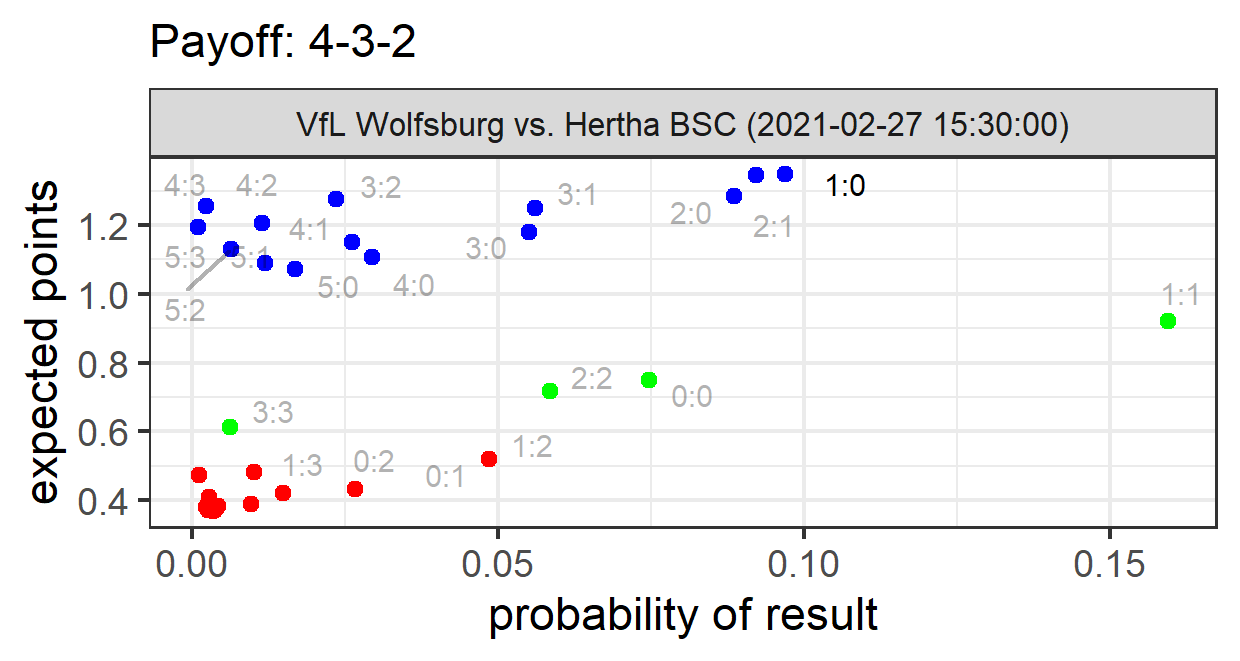 Payoff: 4-3-2
VfL Wolfsburg vs. Hertha BSC (2021-02-27 15:30:00)
4:3 4:2 3:2 3:1 1:0
2:0 2:1
4:1 3:0
5:3 5:1
5:0 4:0
5:2
1:1
2:2 0:0
3:3
1:2
1:3 0:2 0:1
1.2
1.0
0.8
0.6
0.4
expected points
0.00 0.05 0.10 0.15
probability of result